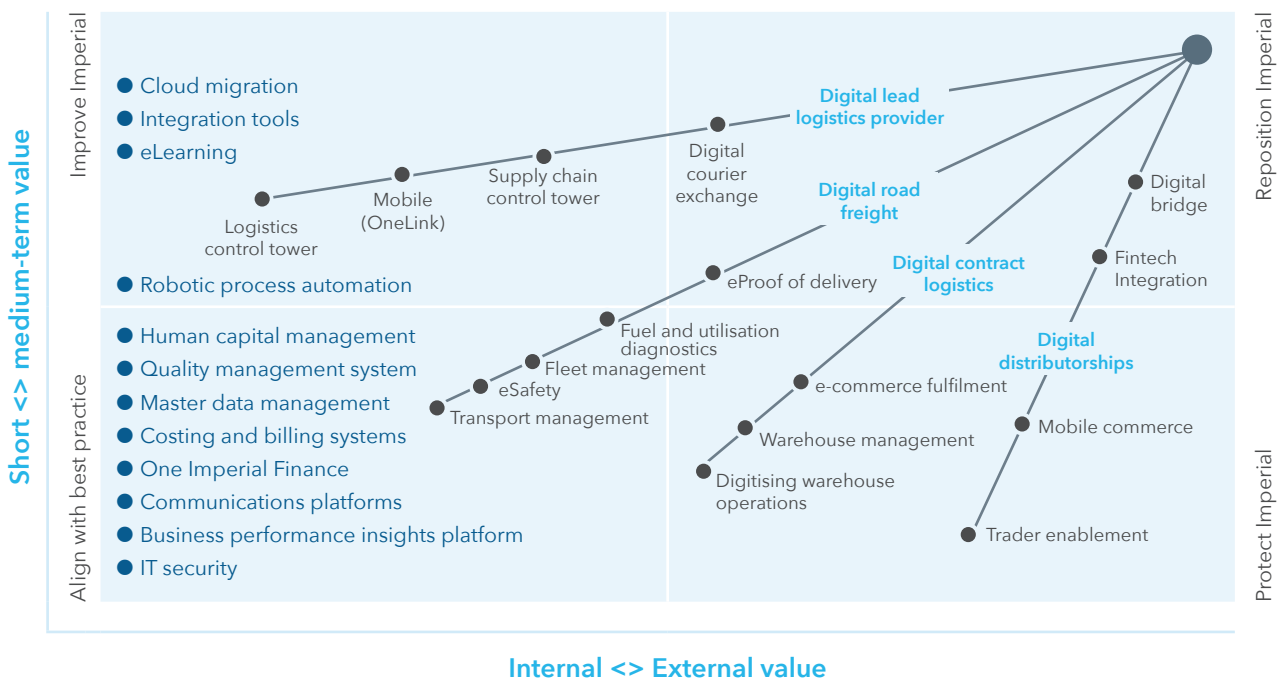 Short <> medium-term value
Improve Imperial
Align with best practice
Cloud migration
Integration tools
eLearning
Robotic process automation
Human capital management
Quality management system
Master data management
Costing and billing systems
One Imperial Finance
Communications platforms
Business performance insights platform
IT security
Logistics
control tower
Mobile
(OneLink)
Supply chain
control tower
Digital
courier
exchange
Digital lead
logistics provider
Transport management
eSafety
Fleet management
Fuel and utilisation
diagnostics
eProof of delivery
Digital road
freight
Digitising warehouse
operations
Warehouse management
e-commerce fulfilment
Digital contract
logistics
Trader enablement
Mobile commerce
Digital
distributorships
Fintech
Integration
Digital
bridge
Reposition Imperial
Protect Imperial
Internal <> External value